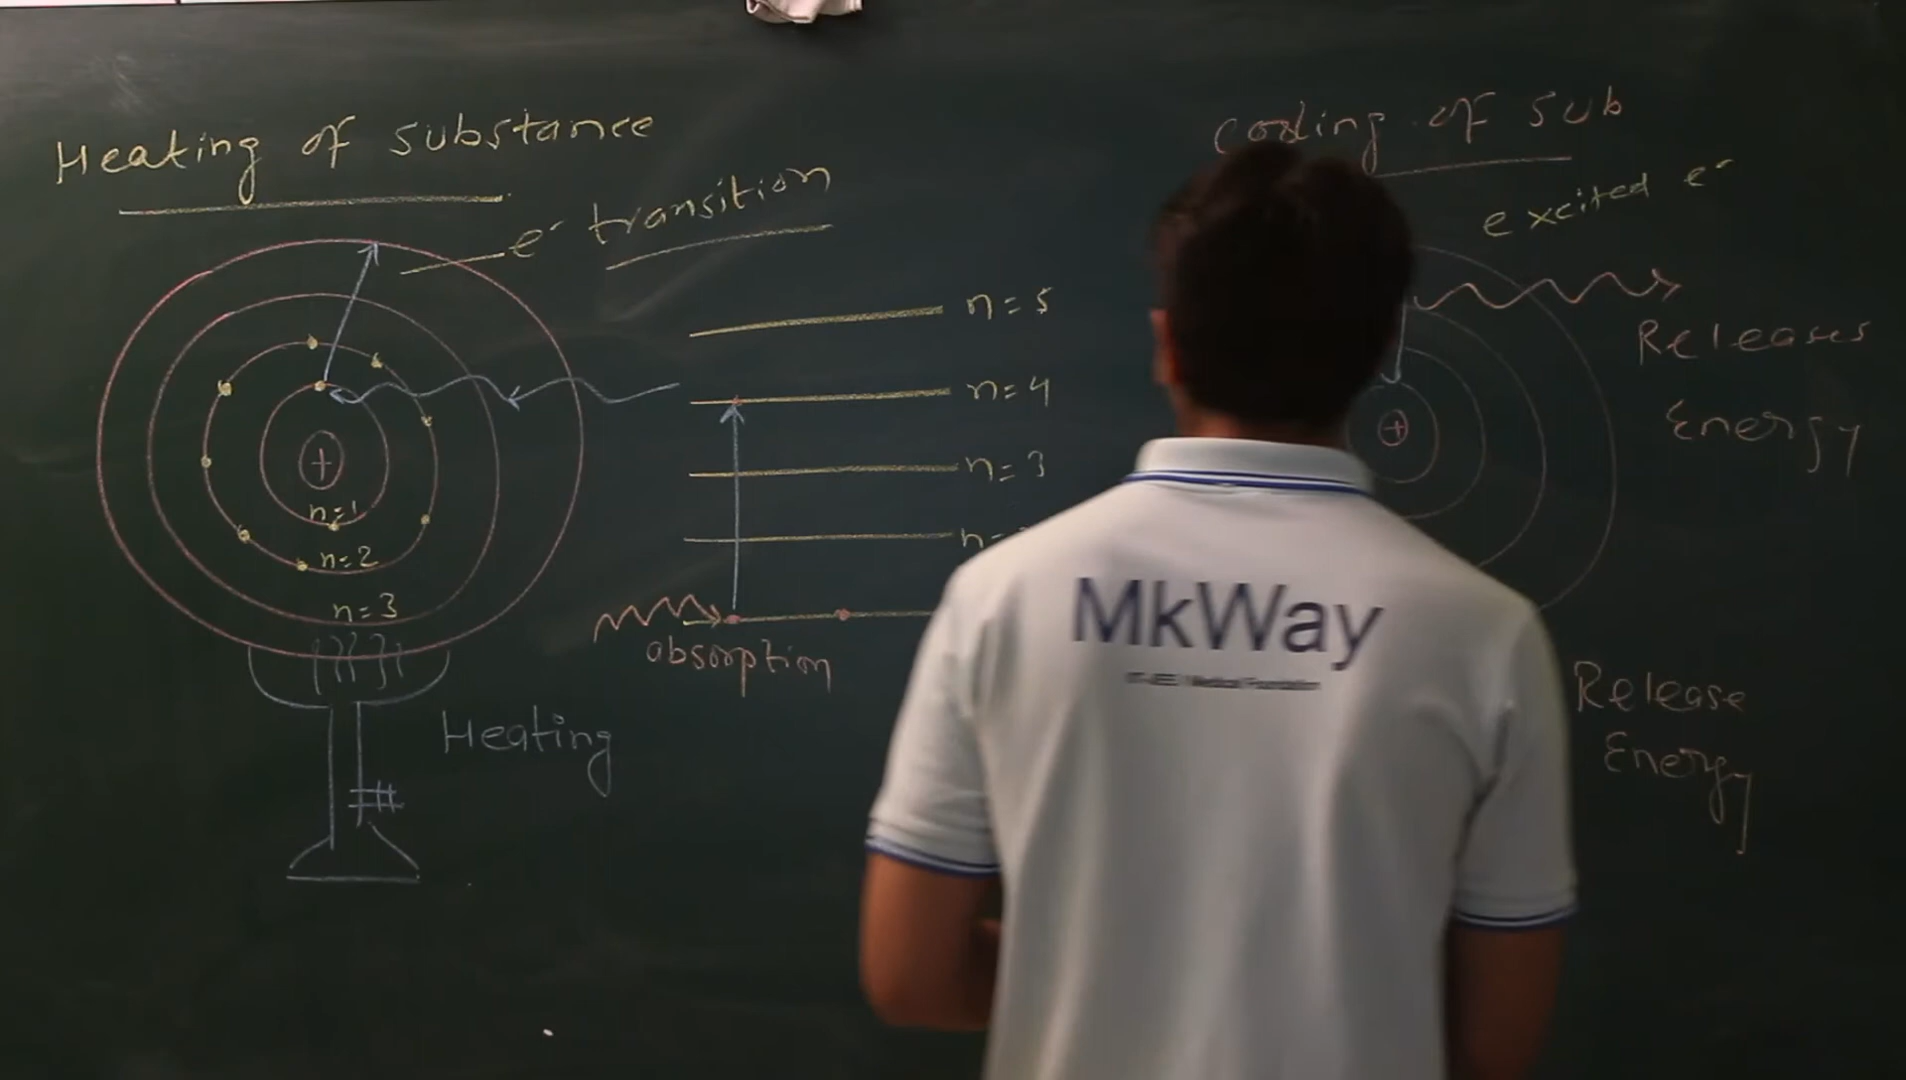 Heating of substance
e⁻ transition
n=1
n=2
n=3
Heating
n=5
n=4
n=3
absorption
Cooling of sub
excited e⁻
Releases
Energy
Release
Energy
MkWay